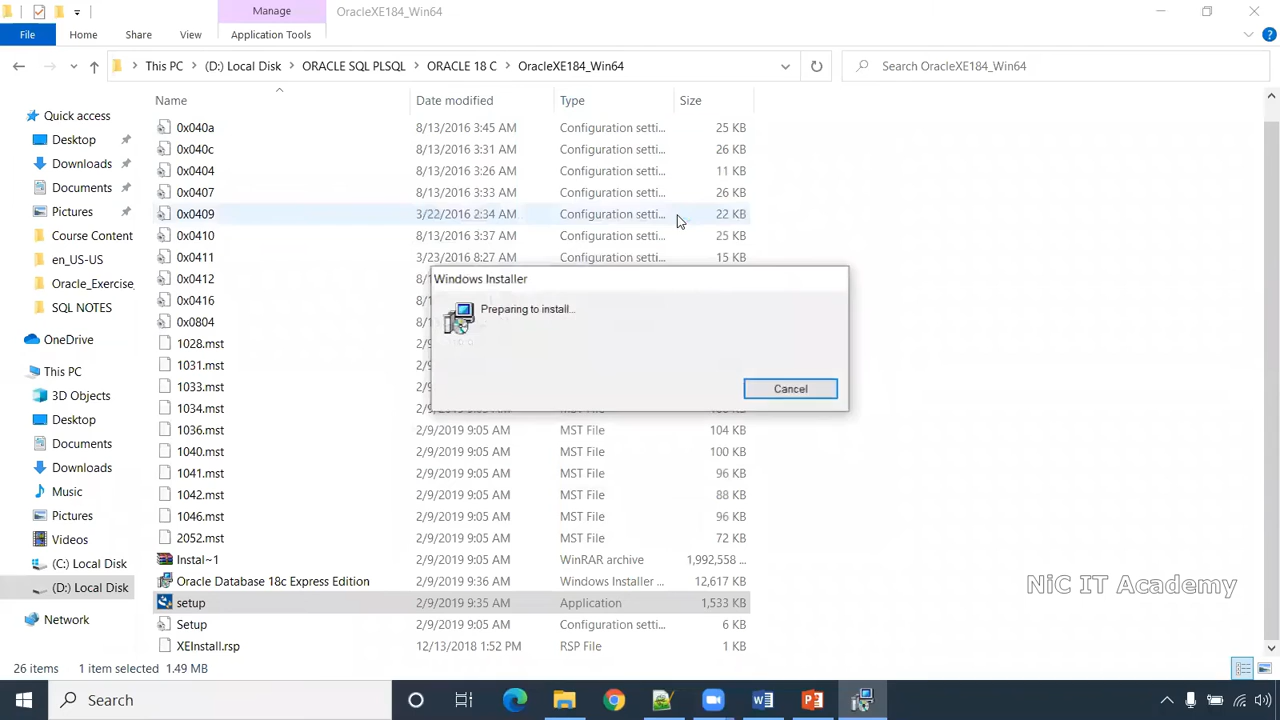 Manage
OracleXE184_Win64
File
Home
Share
View
Application Tools
This PC
(D:) Local Disk
ORACLE SQL PLSQL
ORACLE 18 C
OracleXE184_Win64
Search OracleXE184_Win64
Name
Date modified
Type
Size
Quick access
Desktop
Downloads
Documents
Pictures
Course Content
en_US-US
Oracle_Exercise
SQL NOTES
OneDrive
This PC
3D Objects
Desktop
Documents
Downloads
Music
Pictures
Videos
(C:) Local Disk
(D:) Local Disk
Network
0x040a 8/13/2016 3:45 AM Configuration setti... 25 KB
0x040c 8/13/2016 3:31 AM Configuration setti... 26 KB
0x0404 8/13/2016 3:26 AM Configuration setti... 11 KB
0x0407 8/13/2016 3:33 AM Configuration setti... 26 KB
0x0409 3/22/2016 2:34 AM Configuration setti... 22 KB
0x0410 8/13/2016 3:37 AM Configuration setti... 25 KB
0x0411 3/23/2016 8:27 AM Configuration setti... 15 KB
0x0412
0x0416
0x0804
1028.mst
1031.mst
1033.mst
1034.mst
1036.mst 2/9/2019 9:05 AM MST File 104 KB
1040.mst 2/9/2019 9:05 AM MST File 100 KB
1041.mst 2/9/2019 9:05 AM MST File 96 KB
1042.mst 2/9/2019 9:05 AM MST File 88 KB
1046.mst 2/9/2019 9:05 AM MST File 96 KB
2052.mst 2/9/2019 9:05 AM MST File 72 KB
Instal~1 2/9/2019 9:05 AM WinRAR archive 1,992,558 ...
Oracle Database 18c Express Edition 2/9/2019 9:36 AM Windows Installer ... 12,617 KB
setup 2/9/2019 9:35 AM Application 1,533 KB
Setup 2/9/2019 9:05 AM Configuration setti... 6 KB
XEInstall.rsp 12/13/2018 1:52 PM RSP File 1 KB
Windows Installer
Preparing to install...
Cancel
NiC IT Academy
26 items
1 item selected 1.49 MB
Search